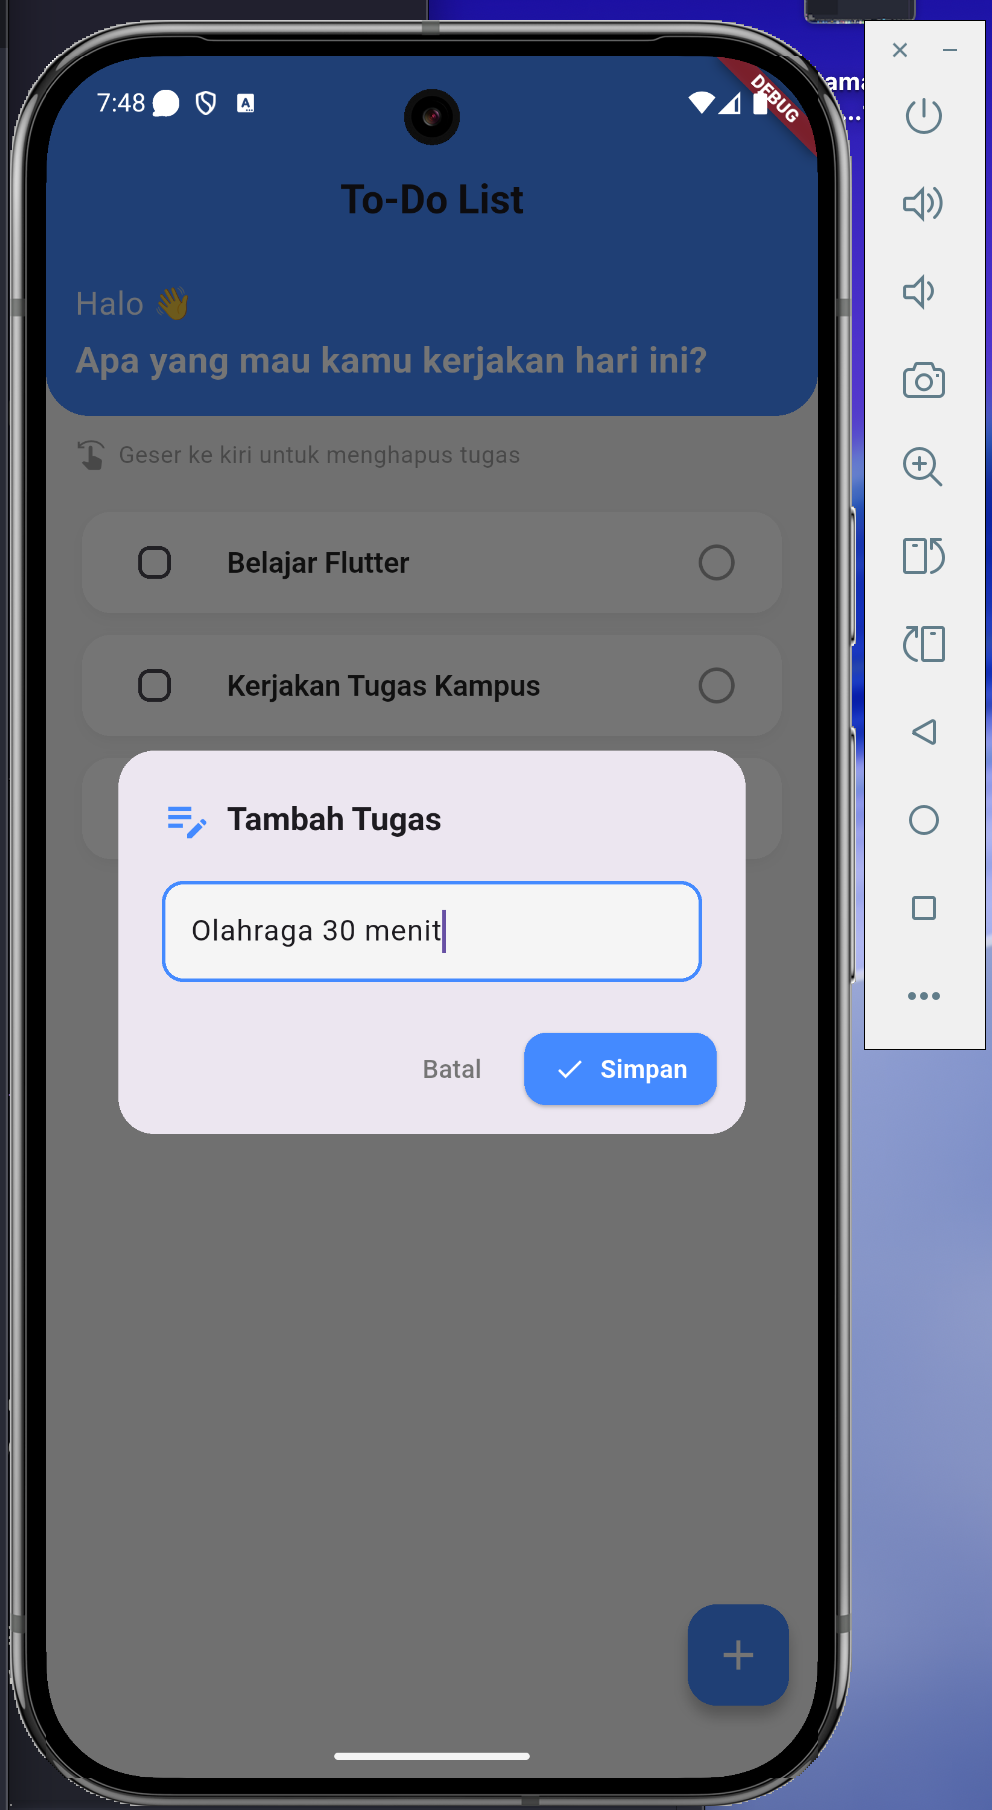 7:48
DEBUG
To-Do List
Halo 👋
Apa yang mau kamu kerjakan hari ini?
Geser ke kiri untuk menghapus tugas
Belajar Flutter
Kerjakan Tugas Kampus
Tambah Tugas
Olahraga 30 menit
Batal
Simpan